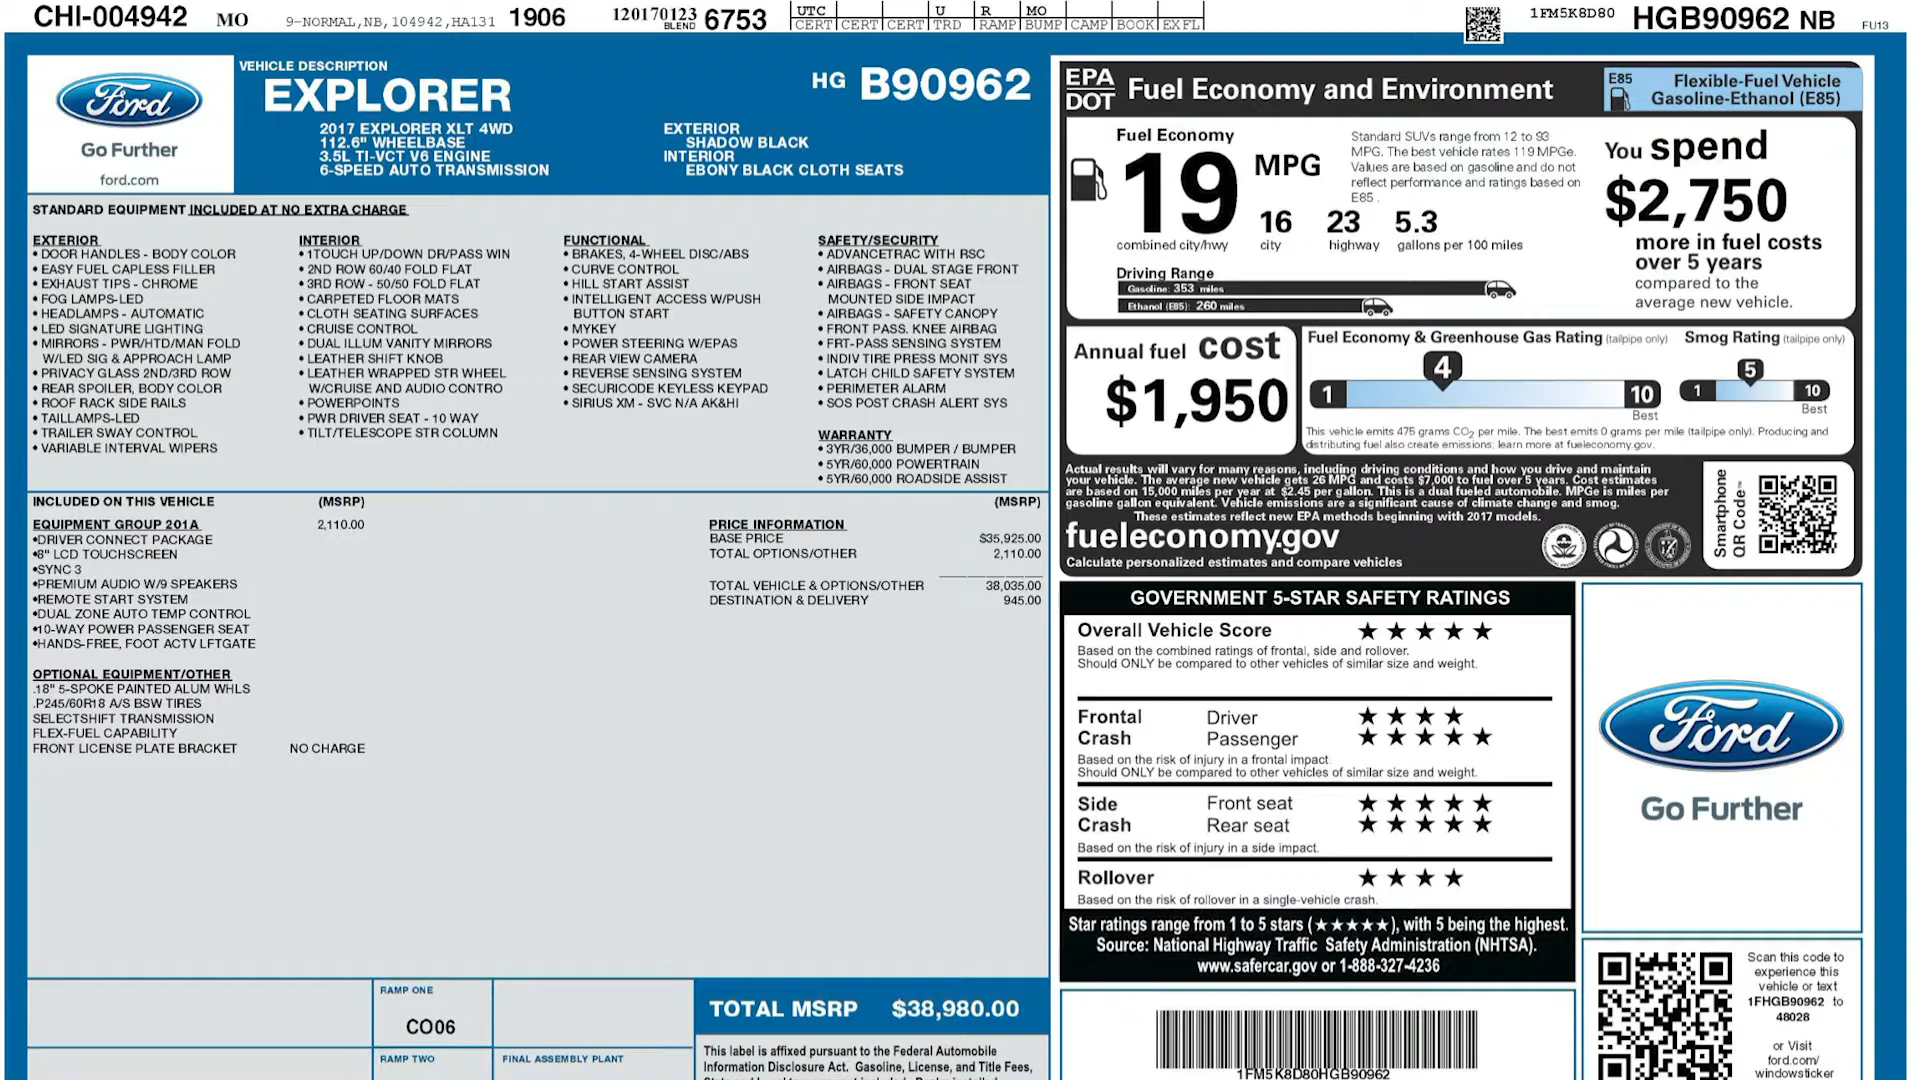 CHI-004942 MO 9-NORMAL,NB,104942,HA131 1906 120170123 BLEND 6753
UTC U R MO
CERT CERT CERT TRD RAMP BUMP CAMP BOOK EXFL
1FM5K8D80 HGB90962 NB FU13
Ford
Go Further
ford.com
VEHICLE DESCRIPTION
EXPLORER
HG B90962
2017 EXPLORER XLT 4WD
112.6" WHEELBASE
3.5L TI-VCT V6 ENGINE
6-SPEED AUTO TRANSMISSION
EXTERIOR
SHADOW BLACK
INTERIOR
EBONY BLACK CLOTH SEATS
STANDARD EQUIPMENT INCLUDED AT NO EXTRA CHARGE
EXTERIOR
• DOOR HANDLES - BODY COLOR
• EASY FUEL CAPLESS FILLER
• EXHAUST TIPS - CHROME
• FOG LAMPS-LED
• HEADLAMPS - AUTOMATIC
• LED SIGNATURE LIGHTING
• MIRRORS - PWR/HTD/MAN FOLD
W/LED SIG & APPROACH LAMP
• PRIVACY GLASS 2ND/3RD ROW
• REAR SPOILER, BODY COLOR
• ROOF RACK SIDE RAILS
• TAILLAMPS-LED
• TRAILER SWAY CONTROL
• VARIABLE INTERVAL WIPERS
INTERIOR
• 1TOUCH UP/DOWN DR/PASS WIN
• 2ND ROW 60/40 FOLD FLAT
• 3RD ROW - 50/50 FOLD FLAT
• CARPETED FLOOR MATS
• CLOTH SEATING SURFACES
• CRUISE CONTROL
• DUAL ILLUM VANITY MIRRORS
• LEATHER SHIFT KNOB
• LEATHER WRAPPED STR WHEEL
W/CRUISE AND AUDIO CONTRO
• POWERPOINTS
• PWR DRIVER SEAT - 10 WAY
• TILT/TELESCOPE STR COLUMN
FUNCTIONAL
• BRAKES, 4-WHEEL DISC/ABS
• CURVE CONTROL
• HILL START ASSIST
• INTELLIGENT ACCESS W/PUSH
BUTTON START
• MYKEY
• POWER STEERING W/EPAS
• REAR VIEW CAMERA
• REVERSE SENSING SYSTEM
• SECURICODE KEYLESS KEYPAD
• SIRIUS XM - SVC N/A AK&HI
SAFETY/SECURITY
• ADVANCETRAC WITH RSC
• AIRBAGS - DUAL STAGE FRONT
• AIRBAGS - FRONT SEAT
MOUNTED SIDE IMPACT
• AIRBAGS - SAFETY CANOPY
• FRONT PASS. KNEE AIRBAG
• FRT-PASS SENSING SYSTEM
• INDIV TIRE PRESS MONIT SYS
• LATCH CHILD SAFETY SYSTEM
• PERIMETER ALARM
• SOS POST CRASH ALERT SYS
WARRANTY
• 3YR/36,000 BUMPER / BUMPER
• 5YR/60,000 POWERTRAIN
• 5YR/60,000 ROADSIDE ASSIST
INCLUDED ON THIS VEHICLE (MSRP)
EQUIPMENT GROUP 201A 2,110.00
•DRIVER CONNECT PACKAGE
•8" LCD TOUCHSCREEN
•SYNC 3
•PREMIUM AUDIO W/9 SPEAKERS
•REMOTE START SYSTEM
•DUAL ZONE AUTO TEMP CONTROL
•10-WAY POWER PASSENGER SEAT
•HANDS-FREE, FOOT ACTV LFTGATE
OPTIONAL EQUIPMENT/OTHER
.18" 5-SPOKE PAINTED ALUM WHLS
.P245/60R18 A/S BSW TIRES
SELECTSHIFT TRANSMISSION
FLEX-FUEL CAPABILITY
FRONT LICENSE PLATE BRACKET NO CHARGE
(MSRP)
PRICE INFORMATION
BASE PRICE $35,925.00
TOTAL OPTIONS/OTHER 2,110.00
TOTAL VEHICLE & OPTIONS/OTHER 38,035.00
DESTINATION & DELIVERY 945.00
RAMP ONE
CO06
RAMP TWO
FINAL ASSEMBLY PLANT
TOTAL MSRP $38,980.00
This label is affixed pursuant to the Federal Automobile
Information Disclosure Act. Gasoline, License, and Title Fees,
EPA
DOT
Fuel Economy and Environment
E85
Flexible-Fuel Vehicle
Gasoline-Ethanol (E85)
Fuel Economy
19 MPG
combined city/hwy
16 city
23 highway
5.3 gallons per 100 miles
Standard SUVs range from 12 to 93
MPG. The best vehicle rates 119 MPGe.
Values are based on gasoline and do not
reflect performance and ratings based on
E85 .
Driving Range
Gasoline: 353 miles
Ethanol (E85): 260 miles
You spend
$2,750
more in fuel costs
over 5 years
compared to the
average new vehicle.
Annual fuel cost
$1,950
Fuel Economy & Greenhouse Gas Rating (tailpipe only)
1 4 10
Best
Smog Rating (tailpipe only)
1 5 10
Best
This vehicle emits 475 grams CO2 per mile. The best emits 0 grams per mile (tailpipe only). Producing and
distributing fuel also create emissions; learn more at fueleconomy.gov.
Actual results will vary for many reasons, including driving conditions and how you drive and maintain
your vehicle. The average new vehicle gets 26 MPG and costs $7,000 to fuel over 5 years. Cost estimates
are based on 15,000 miles per year at $2.45 per gallon. This is a dual fueled automobile. MPGe is miles per
gasoline gallon equivalent. Vehicle emissions are a significant cause of climate change and smog.
These estimates reflect new EPA methods beginning with 2017 models.
fueleconomy.gov
Calculate personalized estimates and compare vehicles
Smartphone
QR Code™
GOVERNMENT 5-STAR SAFETY RATINGS
Overall Vehicle Score ★★★★★
Based on the combined ratings of frontal, side and rollover.
Should ONLY be compared to other vehicles of similar size and weight.
Frontal Driver ★★★★
Crash Passenger ★★★★★
Based on the risk of injury in a frontal impact.
Should ONLY be compared to other vehicles of similar size and weight.
Side Front seat ★★★★★
Crash Rear seat ★★★★★
Based on the risk of injury in a side impact.
Rollover ★★★★
Based on the risk of rollover in a single-vehicle crash.
Star ratings range from 1 to 5 stars (★★★★★), with 5 being the highest.
Source: National Highway Traffic Safety Administration (NHTSA).
www.safercar.gov or 1-888-327-4236
Ford
Go Further
1FM5K8D80HGB90962
Scan this code to
experience this
vehicle or text
1FHGB90962 to
48028
or Visit
ford.com/
windowsticker